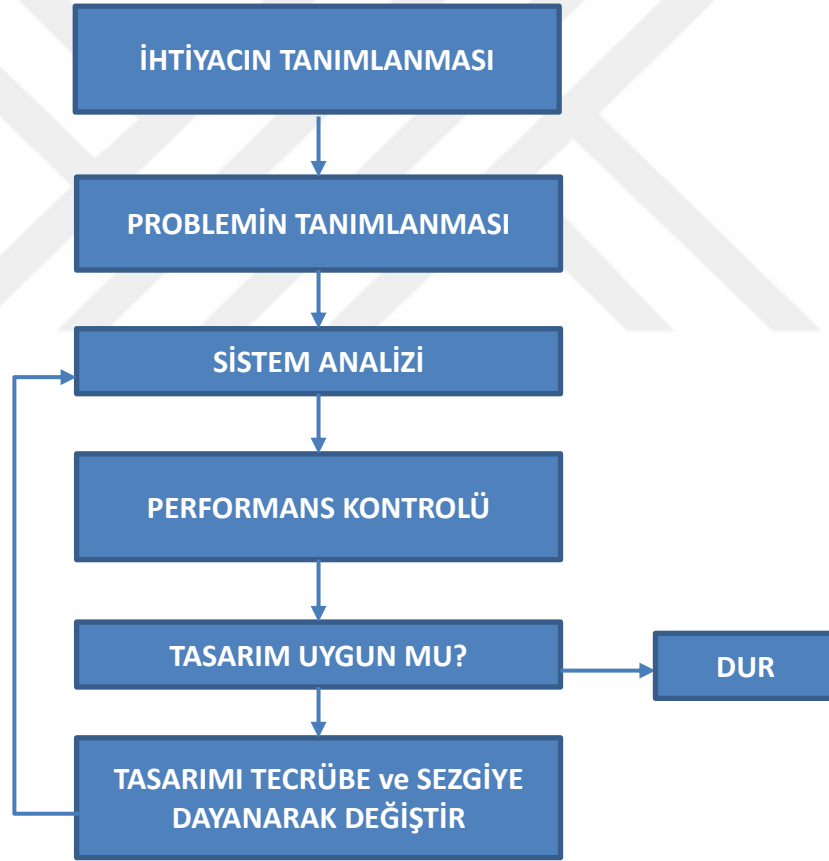 İHTİYACIN TANIMLANMASI
PROBLEMİN TANIMLANMASI
SİSTEM ANALİZİ
PERFORMANS KONTROLÜ
TASARIM UYGUN MU?
DUR
TASARIMI TECRÜBE ve SEZGİYE
DAYANARAK DEĞİŞTİR